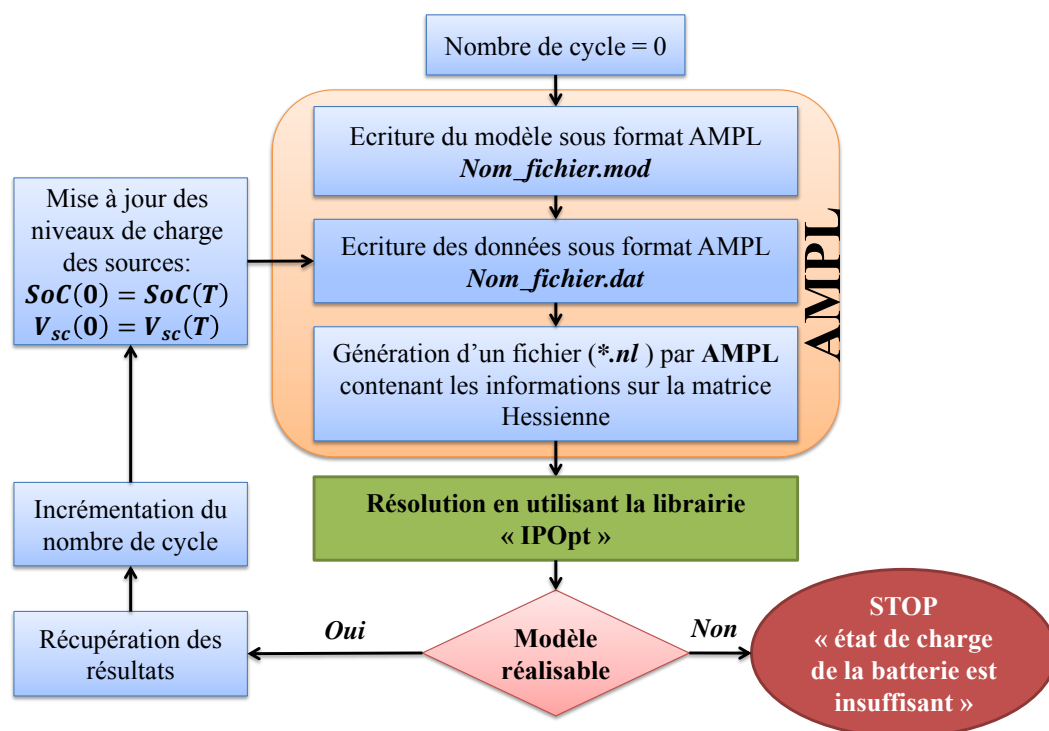 Nombre de cycle = 0
Ecriture du modèle sous format AMPL
Nom_fichier.mod
Ecriture des données sous format AMPL
Nom_fichier.dat
Génération d’un fichier (*.nl ) par AMPL
contenant les informations sur la matrice
Hessienne
AMPL
Résolution en utilisant la librairie
« IPOpt »
Modèle
réalisable
Non
STOP
« état de charge
de la batterie est
insuffisant »
Oui
Récupération des
résultats
Incrémentation du
nombre de cycle
Mise à jour des
niveaux de charge
des sources:
SoC(0) = SoC(T)
V_sc(0) = V_sc(T)